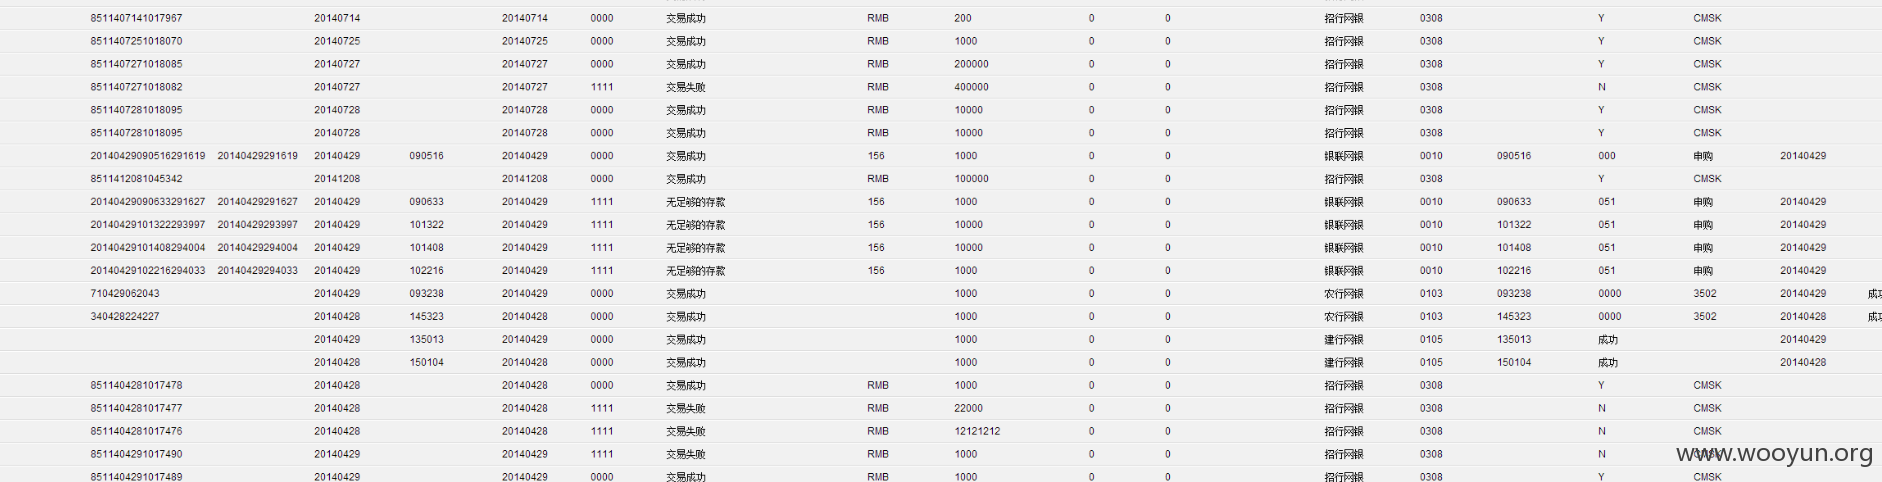 8511407141017967 20140714 20140714 0000 交易成功 RMB 200 0 0 招行网银 0308 Y CMSK
8511407251018070 20140725 20140725 0000 交易成功 RMB 1000 0 0 招行网银 0308 Y CMSK
8511407271018085 20140727 20140727 0000 交易成功 RMB 200000 0 0 招行网银 0308 Y CMSK
8511407271018082 20140727 20140727 1111 交易失败 RMB 400000 0 0 招行网银 0308 N CMSK
8511407281018095 20140728 20140728 0000 交易成功 RMB 10000 0 0 招行网银 0308 Y CMSK
8511407281018095 20140728 20140728 0000 交易成功 RMB 10000 0 0 招行网银 0308 Y CMSK
20140429090516291619 20140429291619 20140429 090516 20140429 0000 交易成功 156 1000 0 0 银联网银 0010 090516 000 申购 20140429
8511412081045342 20141208 20141208 0000 交易成功 RMB 100000 0 0 招行网银 0308 Y CMSK
20140429090633291627 20140429291627 20140429 090633 20140429 1111 无足够的存款 156 1000 0 0 银联网银 0010 090633 051 申购 20140429
20140429101322293997 20140429293997 20140429 101322 20140429 1111 无足够的存款 156 10000 0 0 银联网银 0010 101322 051 申购 20140429
20140429101408294004 20140429294004 20140429 101408 20140429 1111 无足够的存款 156 10000 0 0 银联网银 0010 101408 051 申购 20140429
20140429102216294033 20140429294033 20140429 102216 20140429 1111 无足够的存款 156 1000 0 0 银联网银 0010 102216 051 申购 20140429
710429062043 20140429 093238 20140429 0000 交易成功 1000 0 0 农行网银 0103 093238 0000 3502 20140429 成功
340428224227 20140428 145323 20140428 0000 交易成功 1000 0 0 农行网银 0103 145323 0000 3502 20140428 成功
20140429 135013 20140429 0000 交易成功 1000 0 0 建行网银 0105 135013 成功 20140429
20140428 150104 20140428 0000 交易成功 1000 0 0 建行网银 0105 150104 成功 20140428
8511404281017478 20140428 20140428 0000 交易成功 RMB 1000 0 0 招行网银 0308 Y CMSK
8511404281017477 20140428 20140428 1111 交易失败 RMB 22000 0 0 招行网银 0308 N CMSK
8511404281017476 20140428 20140428 1111 交易失败 RMB 12121212 0 0 招行网银 0308 N CMSK
8511404291017490 20140429 20140429 1111 交易失败 RMB 1000 0 0 招行网银 0308 N CMSK
www.wooyun.org
8511404291017489 20140429 20140429 0000 交易成功 RMB 1000 0 0 招行网银 0308 Y CMSK